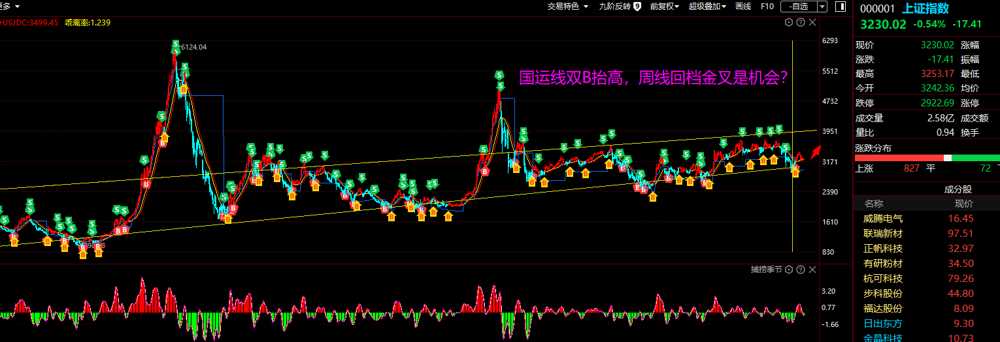 更多
交易特色 九阶反转 9 前复权 超级叠加 画线 F10 -自选
HJSJDC:3499.45 乖离率:1.239
6124.04
国运线双B抬高，周线回档金叉是机会?
6293
5512
4732
3951
3171
2390
1610
830
捕捞季节
3.20
0.77
-1.66
000001 上证指数
3230.02 -0.54% -17.41
现价 3230.02 涨幅
涨跌 -17.41 振幅
最高 3253.17 最低
今开 3242.36 均价
跌停 2922.69 涨停
成交量 2.58亿 成交额
量比 0.94 换手
涨跌分布
上涨 827 平 72
成分股
名称 现价
威腾电气 16.45
联瑞新材 97.51
正帆科技 32.97
有研粉材 34.50
杭可科技 79.26
步科股份 44.80
福达股份 8.09
日出东方 9.30
金晶科技 10.73